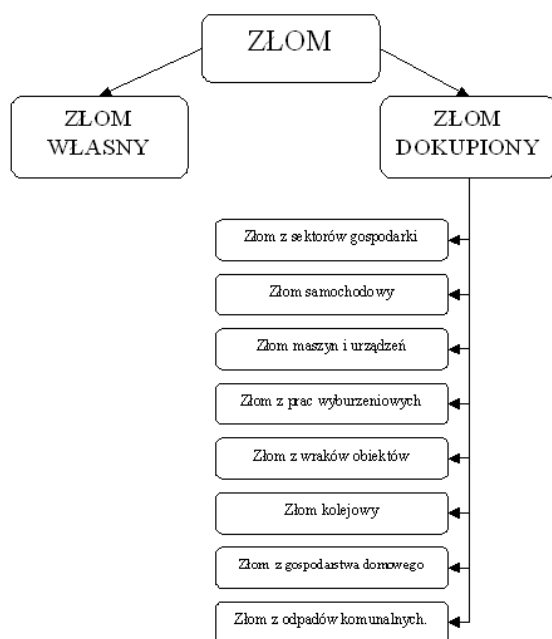 ZŁOM
ZŁOM
WŁASNY
ZŁOM
DOKUPIONY
Złom z sektorów gospodarki
Złom samochodowy
Złom maszyn i urządzeń
Złom z prac wyburzeniowych
Złom z wraków obiektów
Złom kolejowy
Złom z gospodarstwa domowego
Złom z odpadów komunalnych.